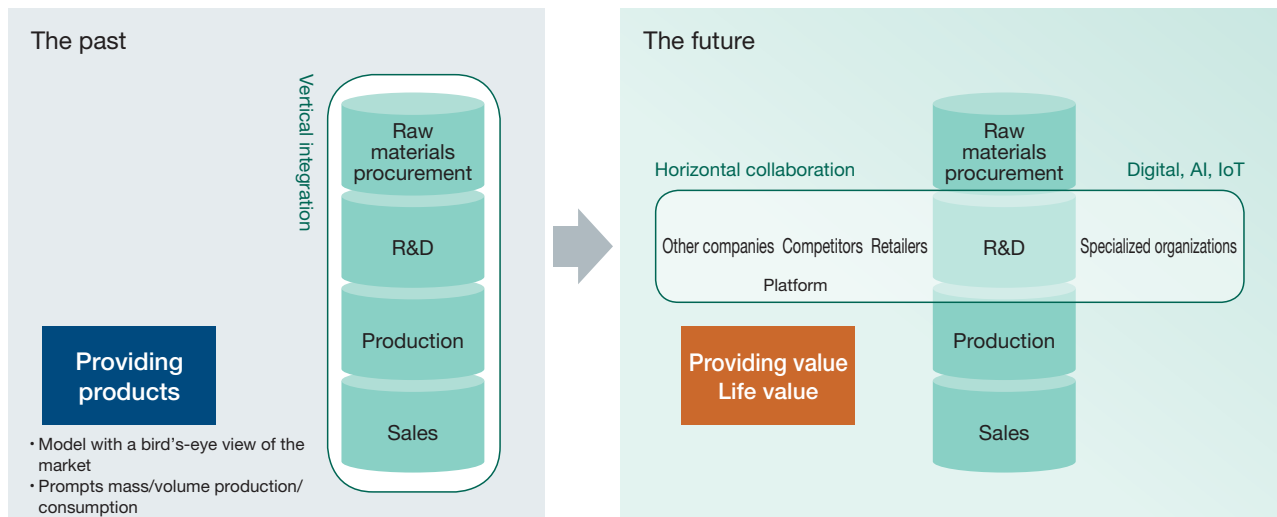 The past
Vertical integration
Raw
materials
procurement
R&D
Production
Sales
Providing
products
・Model with a bird's-eye view of the
market
・Prompts mass/volume production/
consumption
The future
Horizontal collaboration
Digital, AI, IoT
Raw
materials
procurement
Other companies Competitors Retailers
R&D
Specialized organizations
Platform
Production
Sales
Providing value
Life value